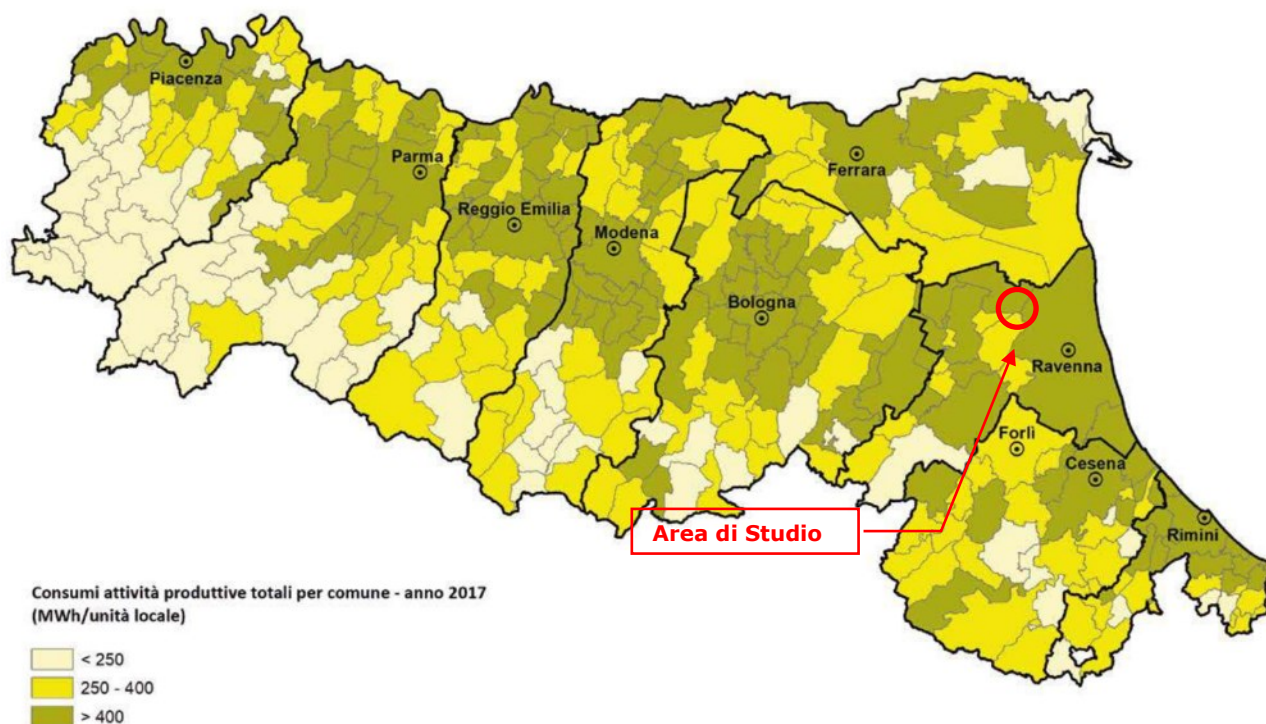 Piacenza
Parma
Reggio Emilia
Modena
Ferrara
Bologna
Ravenna
Forlì
Cesena
Rimini
Area di Studio
Consumi attività produttive totali per comune - anno 2017
(MWh/unità locale)
< 250
250 - 400
> 400